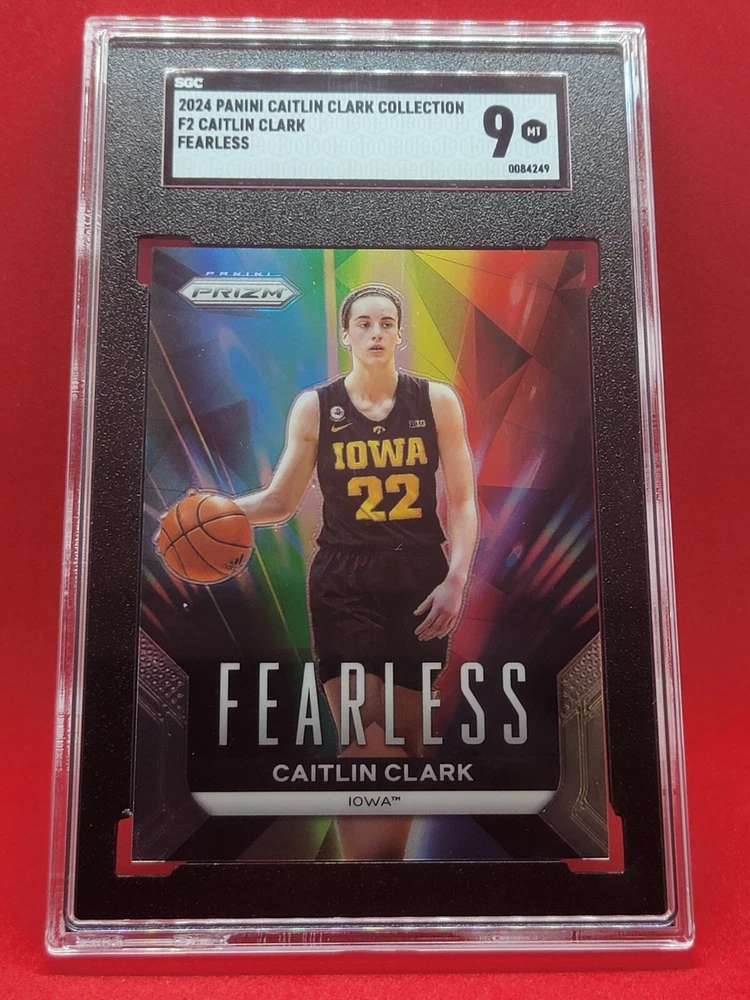 SGC
2024 PANINI CAITLIN CLARK COLLECTION
F2 CAITLIN CLARK
FEARLESS
9 MT
0084249
PANINI
PRIZM
B1G
IOWA
22
FEARLESS
CAITLIN CLARK
IOWA™